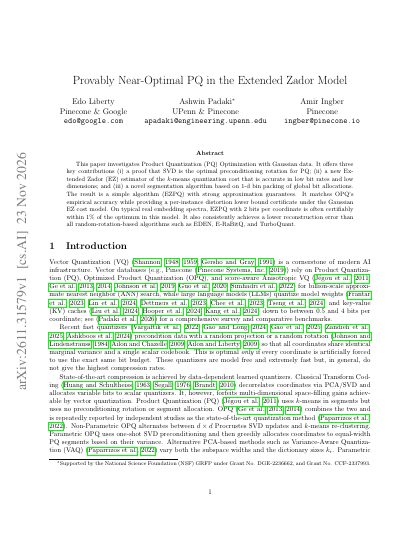 Provably Near-Optimal PQ in the Extended Zador Model
Edo Liberty
Pinecone & Google
edo@google.com
Ashwin Padaki*
UPenn & Pinecone
apadaki@engineering.upenn.edu
Amir Ingber
Pinecone
ingber@pinecone.io
arXiv:2611.31579v1 [cs.AI] 23 Nov 2026
Abstract
This paper investigates Product Quantization (PQ) Optimization with Gaussian data. It offers three
key contributions (i) a proof that SVD is the optimal preconditioning rotation for PQ; (ii) a new Ex-
tended Zador (EZ) estimator of the k-means quantization cost that is accurate in low bit rates and low
dimensions; and (iii) a novel segmentation algorithm based on 1-d bin packing of global bit allocations.
The result is a simple algorithm (EZPQ) with strong approximation guarantees. It matches OPQ's
empirical accuracy while providing a per-instance distortion lower bound certificate under the Gaussian
EZ cost model. On typical real embedding spectra, EZPQ with 2 bits per coordinate is often certifiably
within 1% of the optimum in this model. It also consistently achieves a lower reconstruction error than
all random-rotation-based algorithms such as EDEN, E-RaBitQ, and TurboQuant.
1 Introduction
Vector Quantization (VQ) (Shannon, 1948, 1959; Gersho and Gray, 1991) is a cornerstone of modern AI
infrastructure. Vector databases (e.g., Pinecone (Pinecone Systems, Inc., 2019)) rely on Product Quantiza-
tion (PQ), Optimized Product Quantization (OPQ), and score-aware Anisotropic VQ (Jégou et al., 2011;
Ge et al., 2013, 2014; Johnson et al., 2019; Guo et al., 2020; Simhadri et al., 2022) for billion-scale approxi-
mate nearest neighbor (ANN) search, while large language models (LLMs) quantize model weights (Frantar
et al., 2023; Lin et al., 2024; Dettmers et al., 2023; Chee et al., 2023; Tseng et al., 2024) and key-value
(KV) caches (Liu et al., 2024; Hooper et al., 2024; Kang et al., 2024) down to between 0.5 and 4 bits per
coordinate; see (Padaki et al., 2026) for a comprehensive survey and comparative benchmarks.
Recent fast quantizers (Vargaftik et al., 2022; Gao and Long, 2024; Gao et al., 2025; Zandieh et al.,
2025; Ashkboos et al., 2024) precondition data with a random projection or a random rotation (Johnson and
Lindenstrauss, 1984; Ailon and Chazelle, 2009; Ailon and Liberty, 2009) so that all coordinates share identical
marginal variance and a single scalar codebook. This is optimal only if every coordinate is artificially forced
to use the exact same bit budget. These quantizers are model free and extremely fast but, in general, do
not give the highest compression rates.
State-of-the-art compression is achieved by data-dependent learned quantizers. Classical Transform Cod-
ing (Huang and Schultheiss, 1963; Segall, 1976; Brandt, 2010) decorrelates coordinates via PCA/SVD and
allocates variable bits to scalar quantizers. It, however, forfeits multi-dimensional space-filling gains achiev-
able by vector quantization. Product Quantization (PQ) (Jégou et al., 2011) uses k-means in segments but
uses no preconditioning rotation or segment allocation. OPQ (Ge et al., 2013, 2014) combines the two and
is repeatedly reported by independent studies as the state-of-the-art quantization method (Paparrizos et al.,
2022). Non-Parametric OPQ alternates between d × d Procrustes SVD updates and k-means re-clustering.
Parametric OPQ uses one-shot SVD preconditioning and then greedily allocates coordinates to equal-width
PQ segments based on their variance. Alternative PCA-based methods such as Variance-Aware Quantiza-
tion (VAQ) (Paparrizos et al., 2022) vary both the subspace widths and the dictionary sizes kᵢ. Parametric
*Supported by the National Science Foundation (NSF) GRFP under Grant No. DGE-2236662, and Grant No. CCF-2337993.
1